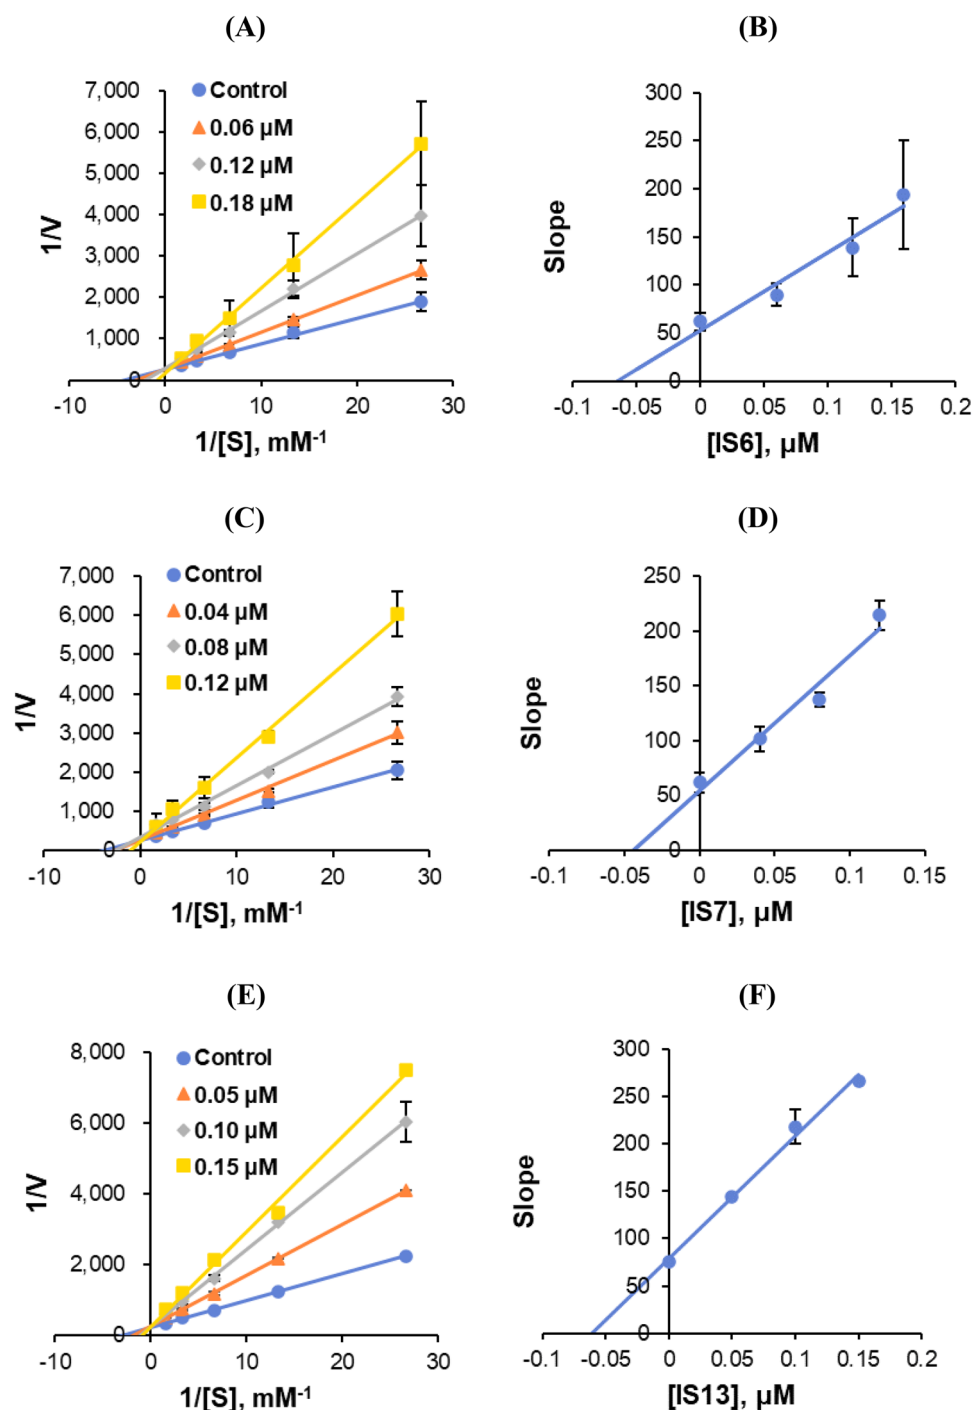 (A)
(B)
7,000
6,000
5,000
4,000
3,000
2,000
1,000
0
Control
0.06 µM
0.12 µM
0.18 µM
1/V
-10
0
10
20
30
1/[S], mM-1
300
250
200
150
100
50
0
Slope
-0.1
-0.05
0
0.05
0.1
0.15
0.2
[IS6], µM
(C)
(D)
7,000
6,000
5,000
4,000
3,000
2,000
1,000
0
Control
0.04 µM
0.08 µM
0.12 µM
1/V
-10
0
10
20
30
1/[S], mM-1
250
200
150
100
50
0
Slope
-0.1
-0.05
0
0.05
0.1
0.15
[IS7], µM
(E)
(F)
8,000
6,000
4,000
2,000
0
Control
0.05 µM
0.10 µM
0.15 µM
1/V
-10
0
10
20
30
1/[S], mM-1
300
250
200
150
100
50
0
Slope
-0.1
-0.05
0
0.05
0.1
0.15
0.2
[IS13], µM